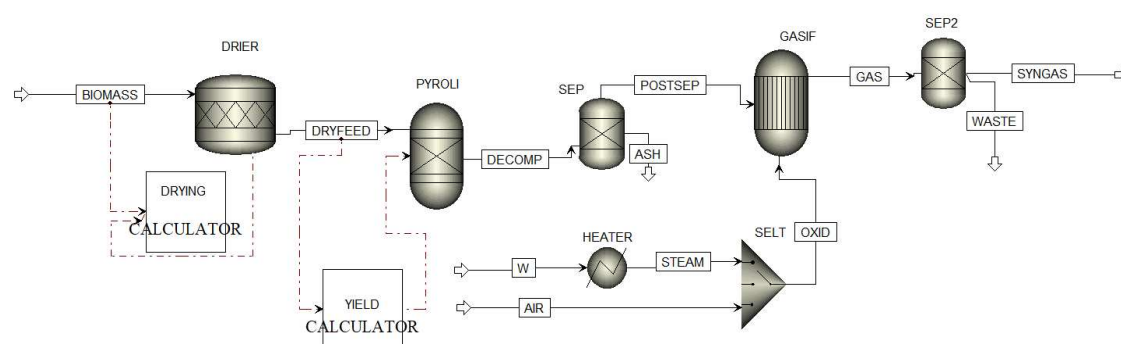 DRIER
BIOMASS
DRYING
CALCULATOR
DRYFEED
PYROLI
DECOMP
YIELD
CALCULATOR
SEP
POSTSEP
ASH
GASIF
GAS
SEP2
SYNGAS
WASTE
W
HEATER
STEAM
AIR
SELT
OXID